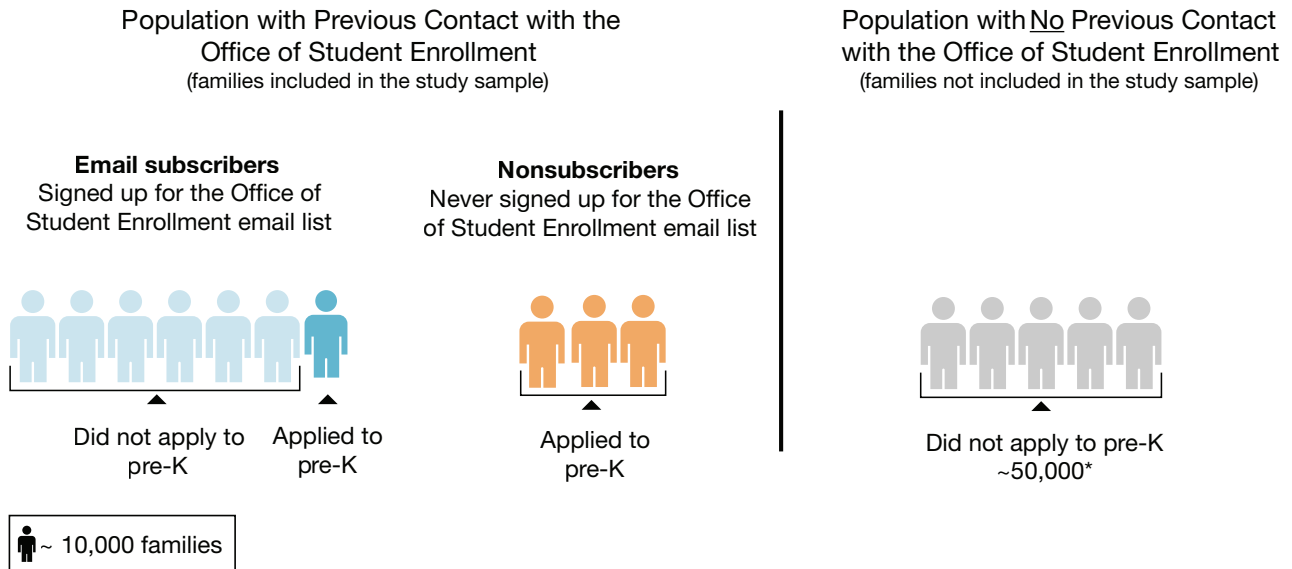 Population with Previous Contact with the
Office of Student Enrollment
(families included in the study sample)
Population with No Previous Contact
with the Office of Student Enrollment
(families not included in the study sample)
Email subscribers
Signed up for the Office of
Student Enrollment email list
Nonsubscribers
Never signed up for the Office
of Student Enrollment email list
Did not apply to
pre-K
Applied to
pre-K
Applied to
pre-K
Did not apply to pre-K
~50,000*
~ 10,000 families